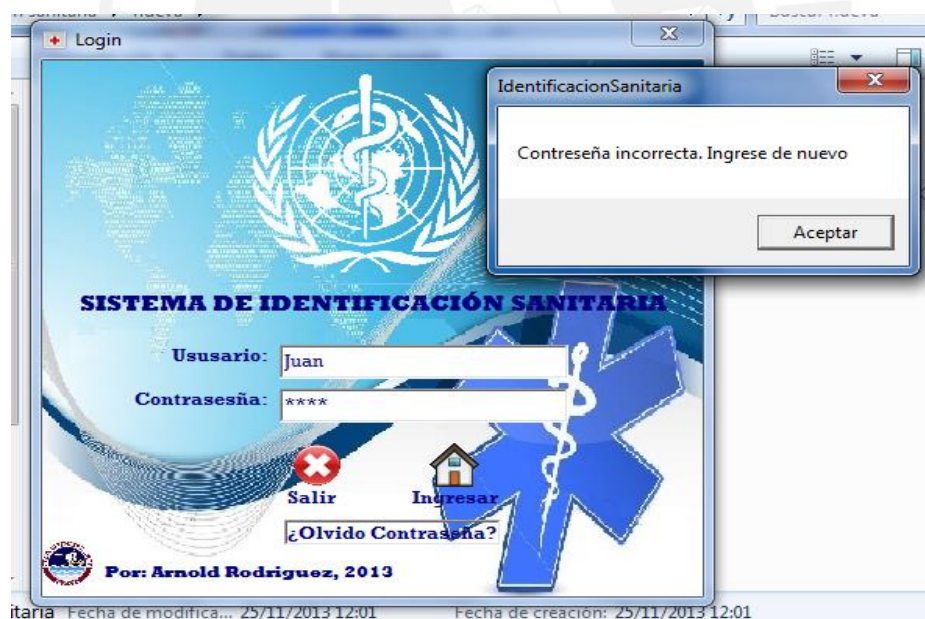 Login
IdentificacionSanitaria
Contreseña incorrecta. Ingrese de nuevo
Aceptar
SISTEMA DE IDENTIFICACIÓN SANITARIA
Ususario:
Juan
Contrasesña:
****
Salir
Ingresar
¿Olvido Contraseña?
Por: Arnold Rodriguez, 2013
itaria Fecha de modifica... 25/11/2013 12:01 Fecha de creación: 25/11/2013 12:01